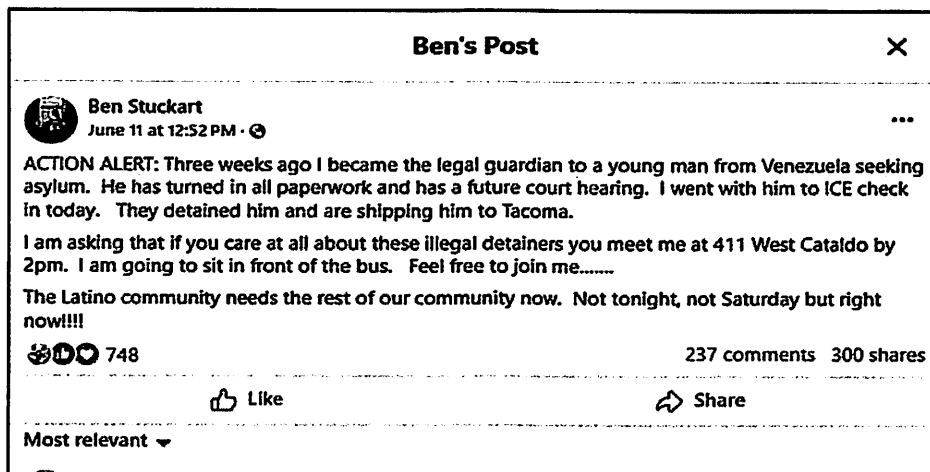 Ben's Post
Ben Stuckart
June 11 at 12:52 PM ·
ACTION ALERT: Three weeks ago I became the legal guardian to a young man from Venezuela seeking
asylum. He has turned in all paperwork and has a future court hearing. I went with him to ICE check
in today. They detained him and are shipping him to Tacoma.
I am asking that if you care at all about these illegal detainers you meet me at 411 West Cataldo by
2pm. I am going to sit in front of the bus. Feel free to join me.......
The Latino community needs the rest of our community now. Not tonight, not Saturday but right
now!!!!
748 237 comments 300 shares
Like Share
Most relevant